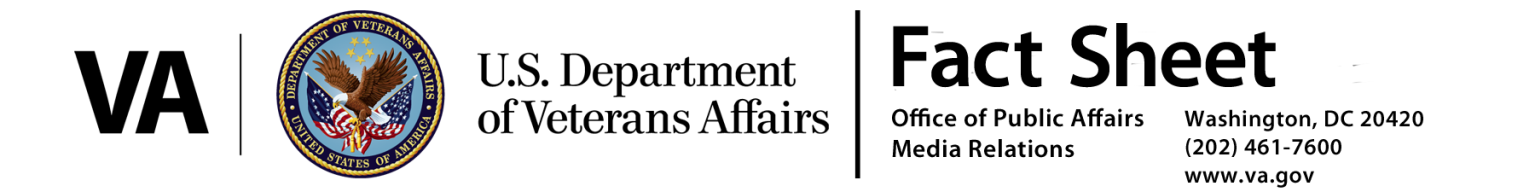 VA
DEPARTMENT OF VETERANS AFFAIRS
UNITED STATES OF AMERICA
U.S. Department
of Veterans Affairs
Fact Sheet
Office of Public Affairs
Media Relations
Washington, DC 20420
(202) 461-7600
www.va.gov